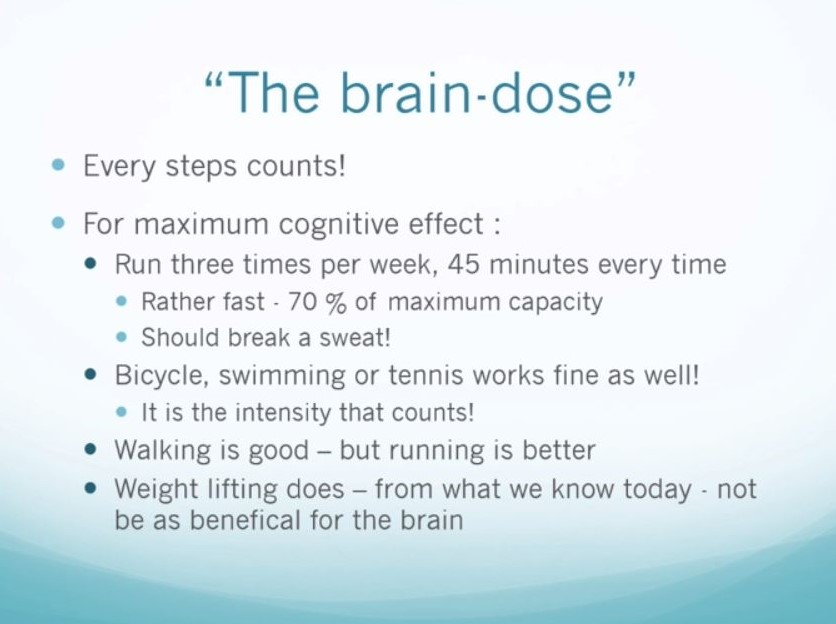 “The brain-dose”
Every steps counts!
For maximum cognitive effect :
Run three times per week, 45 minutes every time
Rather fast - 70 % of maximum capacity
Should break a sweat!
Bicycle, swimming or tennis works fine as well!
It is the intensity that counts!
Walking is good – but running is better
Weight lifting does – from what we know today - not
be as benefical for the brain